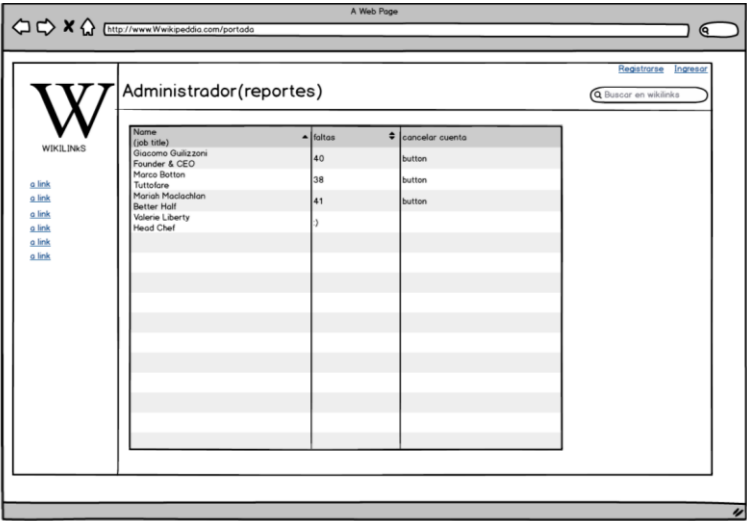 A Web Page
http://www.Wwikipeddia.com/portada
Registrarse Ingresar
Administrador(reportes)
Buscar en wikilinks
W
WIKILINkS
a link
a link
a link
a link
a link
a link
Name
(job title) faltas cancelar cuenta
Giacomo Guilizzoni
Founder & CEO 40 button
Marco Botton
Tuttofare 38 button
Mariah Maclachlan
Better Half 41 button
Valerie Liberty
Head Chef :)